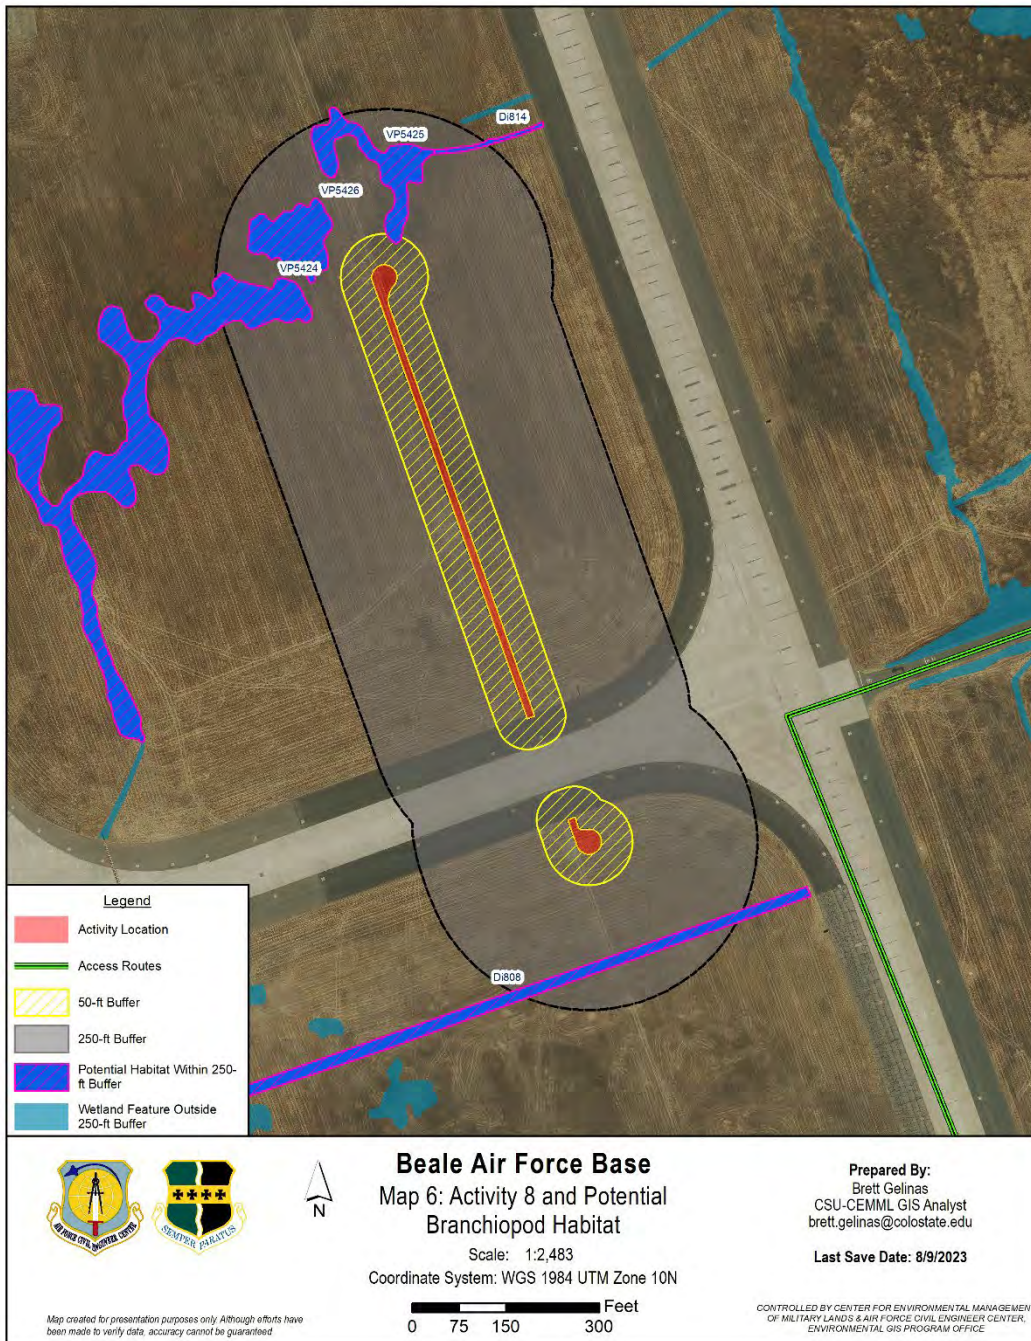 Di814
VP5425
VP5426
VP5424
Di808
Legend
Activity Location
Access Routes
50-ft Buffer
250-ft Buffer
Potential Habitat Within 250-
ft Buffer
Wetland Feature Outside
250-ft Buffer
AIR FORCE CIVIL ENGINEER CENTER
SEMPER PARATUS
N
Beale Air Force Base
Map 6: Activity 8 and Potential
Branchiopod Habitat
Scale: 1:2,483
Coordinate System: WGS 1984 UTM Zone 10N
Feet
0 75 150 300
Prepared By:
Brett Gelinas
CSU-CEMML GIS Analyst
brett.gelinas@colostate.edu
Last Save Date: 8/9/2023
Map created for presentation purposes only. Although efforts have
been made to verify data, accuracy cannot be guaranteed
CONTROLLED BY CENTER FOR ENVIRONMENTAL MANAGEMEN
OF MILITARY LANDS & AIR FORCE CIVIL ENGINEER CENTER,
ENVIRONMENTAL GIS PROGRAM OFFICE